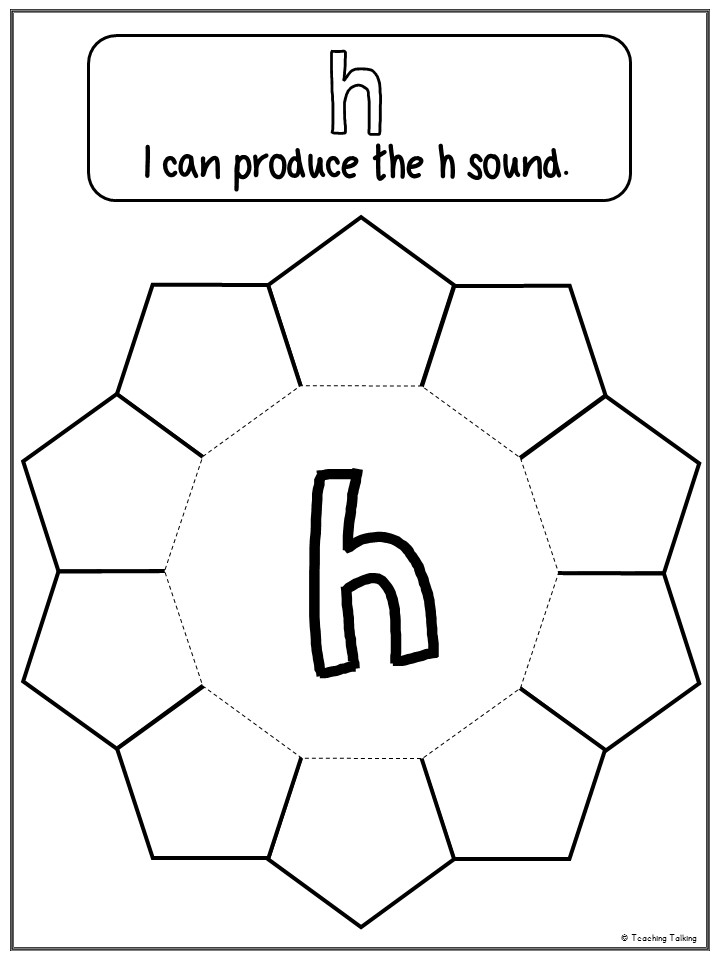 h
I can produce the h sound.
h
© Teaching Talking